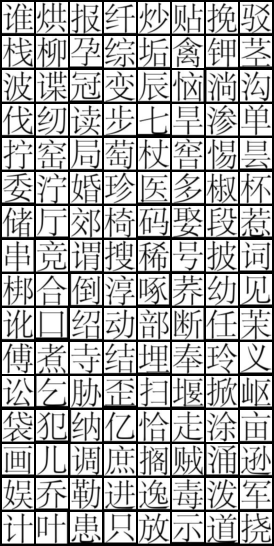 谁烘报纤炒贴挽驳
栈柳孕综垢禽钾茎
波谍冠变辰恼淌沟
伐纫读步七旱渗单
拧窑局萄杖窖惕昙
委泞婚珍医多椒杯
储厅郊椅码娶段惹
串竞谓搜稀号披词
梆合倒淳啄荞幼见
讹囗绍动部断任茉
傅煮寺结埋奉玲义
讼乞胁歪扫堰掀岖
袋犯纳亿恰走涂亩
画儿调庶搁贼涌逊
娱乔勒进逸毒泼军
计叶患只放示道挠